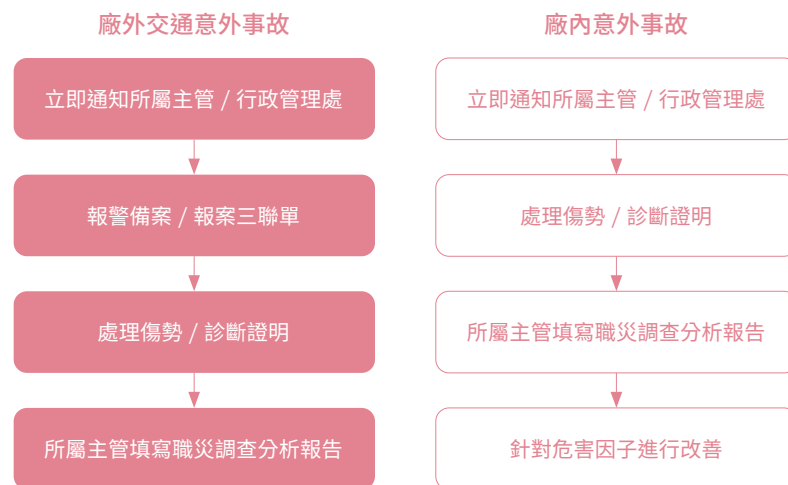 廠外交通意外事故
立即通知所屬主管 / 行政管理處
報警備案 / 報案三聯單
處理傷勢 / 診斷證明
所屬主管填寫職災調查分析報告
廠內意外事故
立即通知所屬主管 / 行政管理處
處理傷勢 / 診斷證明
所屬主管填寫職災調查分析報告
針對危害因子進行改善